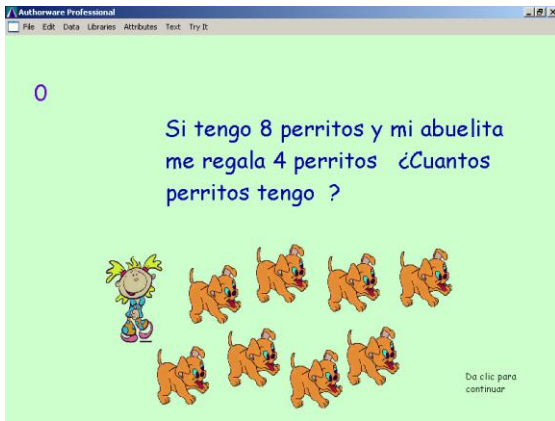 Authorware Professional
File Edit Data Libraries Attributes Text Try It
0
Si tengo 8 perritos y mi abuelita
me regala 4 perritos ¿Cuantos
perritos tengo ?
Da clic para
continuar